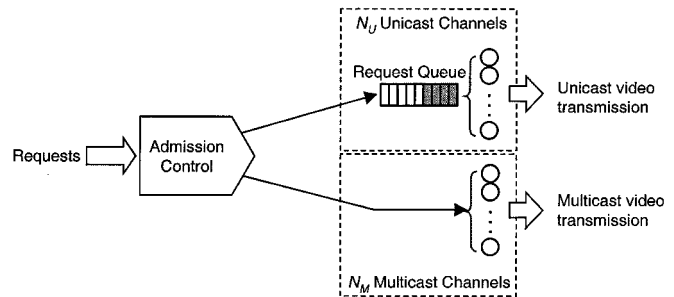 N_U Unicast Channels
Request Queue
Unicast video
transmission
Requests
Admission
Control
Multicast video
transmission
N_M Multicast Channels